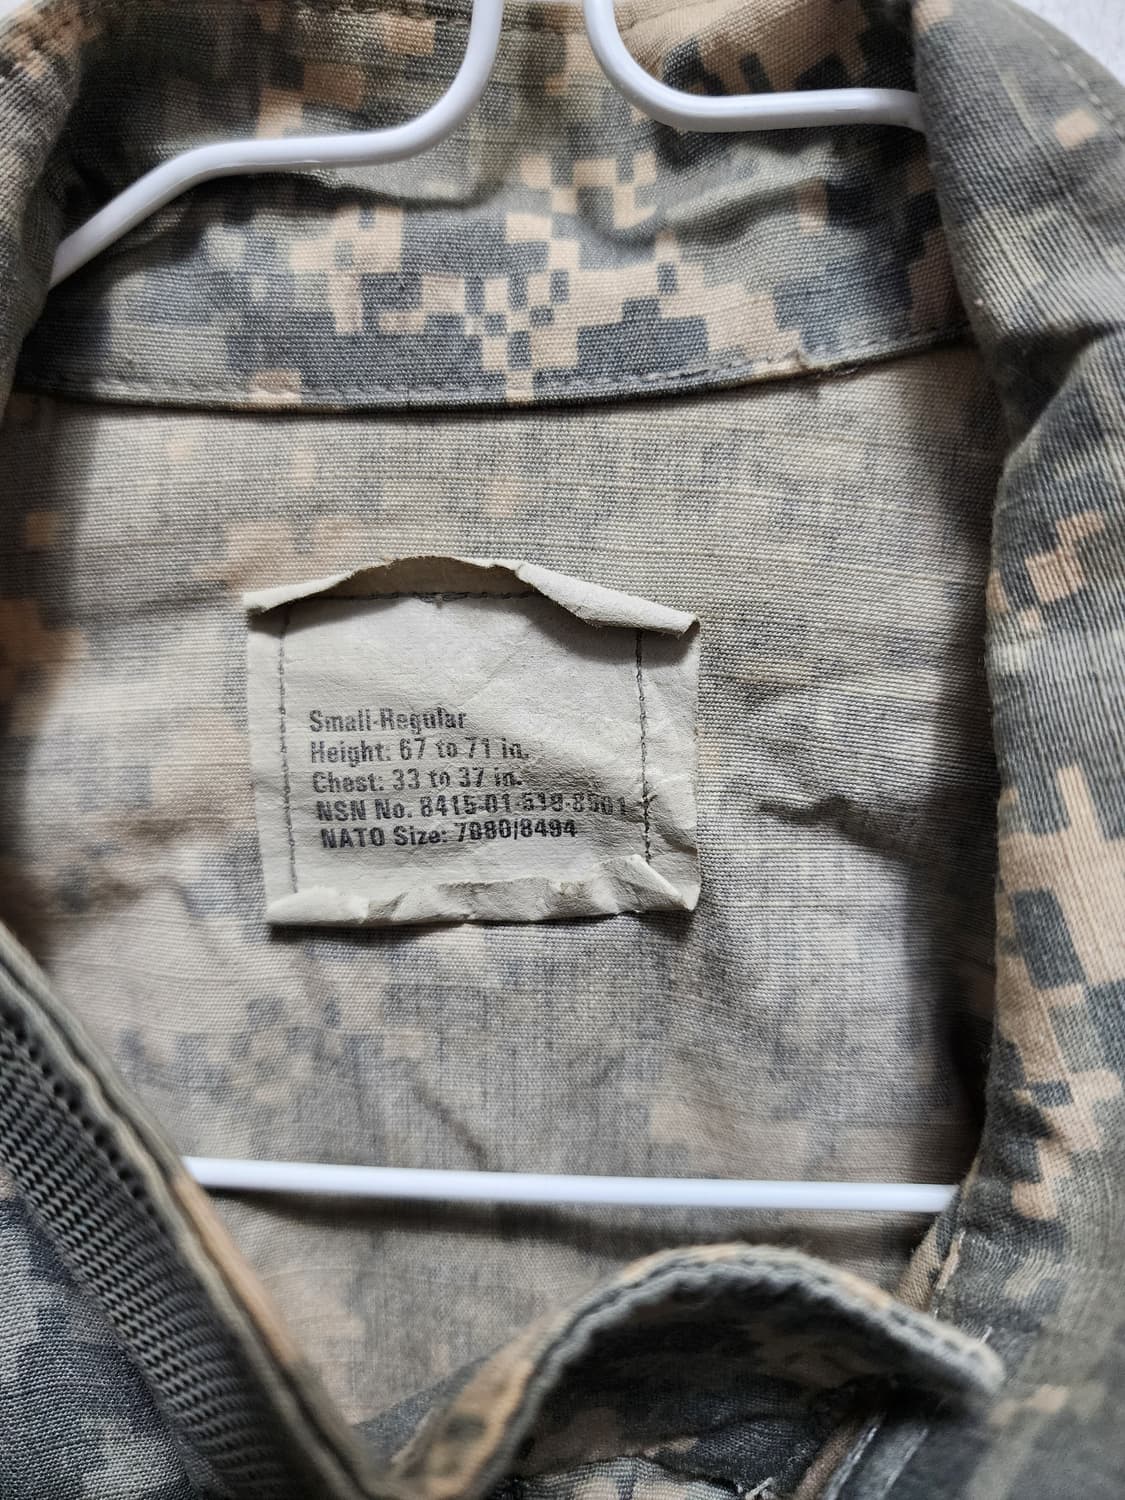 Small-Regular
Height: 67 to 71 in.
Chest: 33 to 37 in.
NSN No. 8415-01-519-8501
NATO Size: 7080/8494